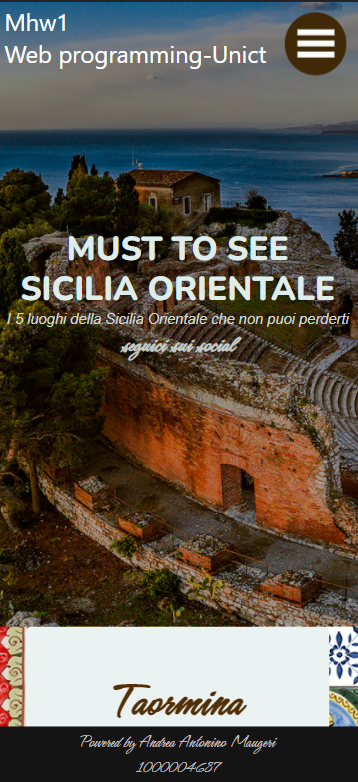 Mhw1
Web programming-Unict
MUST TO SEE
SICILIA ORIENTALE
I 5 luoghi della Sicilia Orientale che non puoi perderti
seguici sui social
Taormina
Powered by Andrea Antonino Maugeri
1000004687